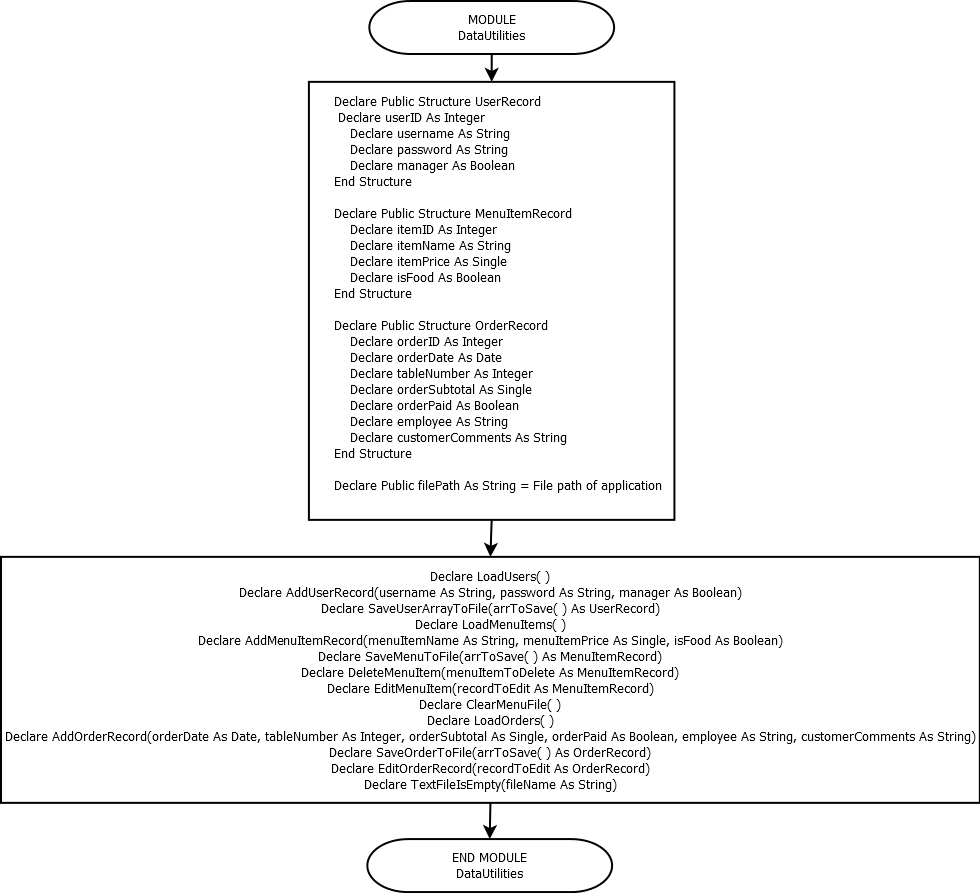 MODULE
DataUtilities
Declare Public Structure UserRecord
Declare userID As Integer
Declare username As String
Declare password As String
Declare manager As Boolean
End Structure
Declare Public Structure MenuItemRecord
Declare itemID As Integer
Declare itemName As String
Declare itemPrice As Single
Declare isFood As Boolean
End Structure
Declare Public Structure OrderRecord
Declare orderID As Integer
Declare orderDate As Date
Declare tableNumber As Integer
Declare orderSubtotal As Single
Declare orderPaid As Boolean
Declare employee As String
Declare customerComments As String
End Structure
Declare Public filePath As String = File path of application
Declare LoadUsers( )
Declare AddUserRecord(username As String, password As String, manager As Boolean)
Declare SaveUserArrayToFile(arrToSave( ) As UserRecord)
Declare LoadMenuItems( )
Declare AddMenuItemRecord(menuItemName As String, menuItemPrice As Single, isFood As Boolean)
Declare SaveMenuToFile(arrToSave( ) As MenuItemRecord)
Declare DeleteMenuItem(menuItemToDelete As MenuItemRecord)
Declare EditMenuItem(recordToEdit As MenuItemRecord)
Declare ClearMenuFile( )
Declare LoadOrders( )
Declare AddOrderRecord(orderDate As Date, tableNumber As Integer, orderSubtotal As Single, orderPaid As Boolean, employee As String, customerComments As String)
Declare SaveOrderToFile(arrToSave( ) As OrderRecord)
Declare EditOrderRecord(recordToEdit As OrderRecord)
Declare TextFileIsEmpty(fileName As String)
END MODULE
DataUtilities